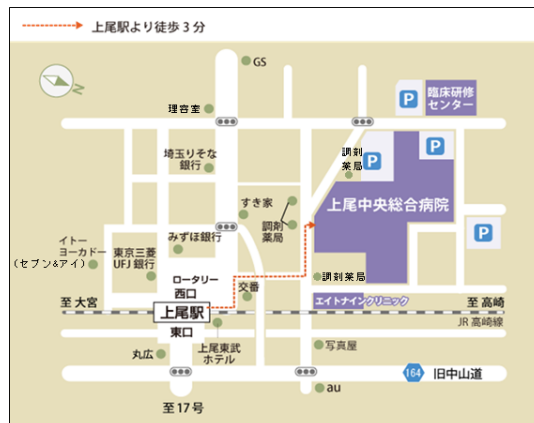 上尾駅より徒歩3分
N
GS
理容室
P
臨床研修
センター
埼玉りそな
銀行
調剤
薬局
P
P
すき家
調剤
薬局
上尾中央総合病院
イトー
ヨーカドー
(セブン&アイ)
東京三菱
UFJ 銀行
みずほ銀行
P
ロータリー
西口
交番
調剤薬局
エイトナインクリニック
至 大宮
上尾駅
至 高崎
JR 高崎線
東口
丸広
上尾東武
ホテル
写真屋
164
旧中山道
au
至17号